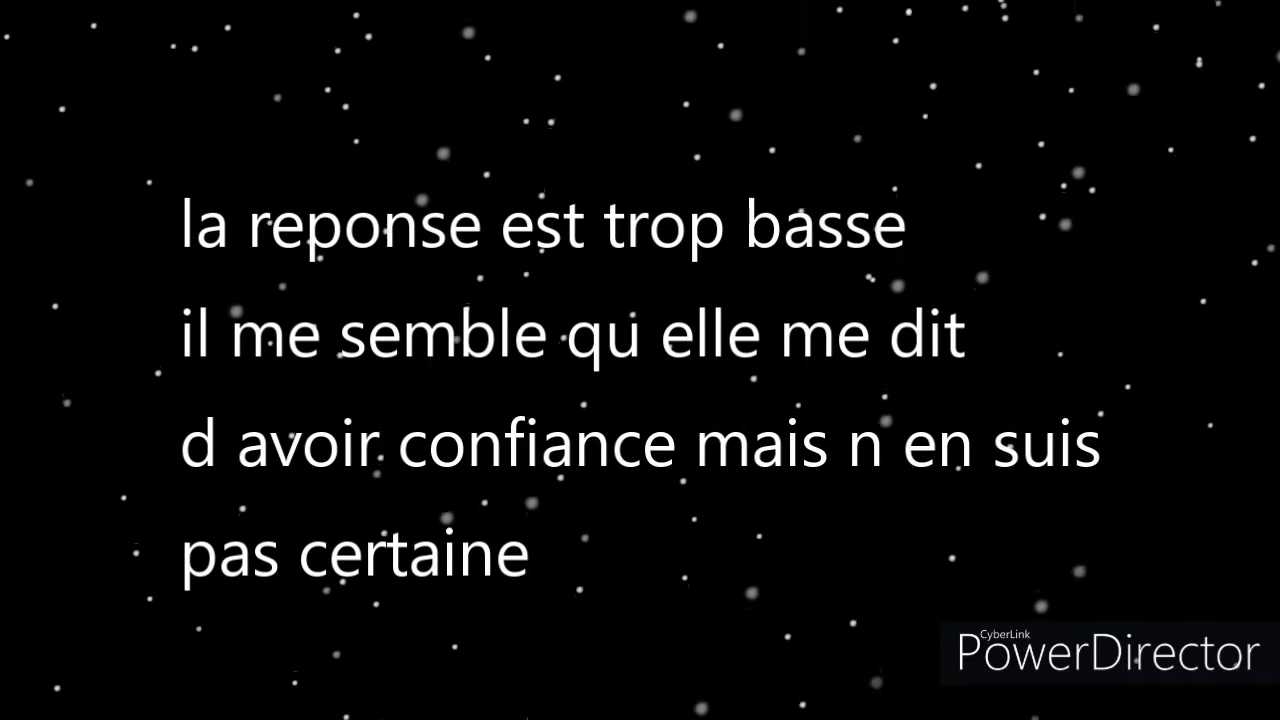 la reponse est trop basse
il me semble qu elle me dit
d avoir confiance mais n en suis
pas certaine
CyberLink
PowerDirector